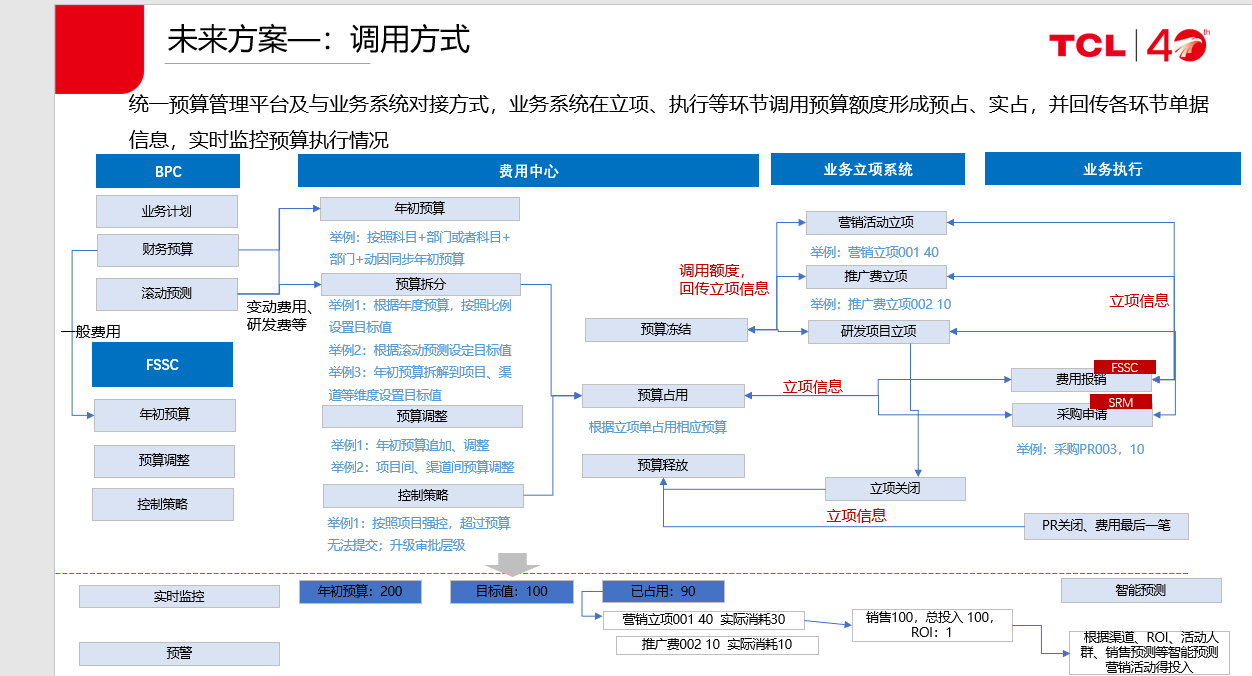 未来方案一：调用方式
TCL 40th
统一预算管理平台及与业务系统对接方式，业务系统在立项、执行等环节调用预算额度形成预占、实占，并回传各环节单据
信息，实时监控预算执行情况
BPC
费用中心
业务立项系统
业务执行
业务计划
财务预算
滚动预测
一般费用
变动费用、
研发费等
FSSC
年初预算
预算调整
控制策略
年初预算
举例：按照科目+部门或者科目+
部门+动因同步年初预算
预算拆分
举例1：根据年度预算，按照比例
设置目标值
举例2：根据滚动预测设定目标值
举例3：年初预算拆解到项目、渠
道等维度设置目标值
预算调整
举例1：年初预算追加、调整
举例2：项目间、渠道间预算调整
控制策略
举例1：按照项目强控，超过预算
无法提交；升级审批层级
预算冻结
预算占用
根据立项单占用相应预算
预算释放
调用额度，
回传立项信息
营销活动立项
举例：营销立项001 40
推广费立项
举例：推广费立项002 10
研发项目立项
立项信息
立项信息
FSSC
费用报销
SRM
采购申请
举例：采购PR003，10
立项关闭
立项信息
PR关闭、费用最后一笔
实时监控
年初预算：200
目标值：100
已占用：90
智能预测
营销立项001 40 实际消耗30
推广费002 10 实际消耗10
销售100，总投入 100，
ROI：1
预警
根据渠道、ROI、活动人
群、销售预测等智能预测
营销活动得投入